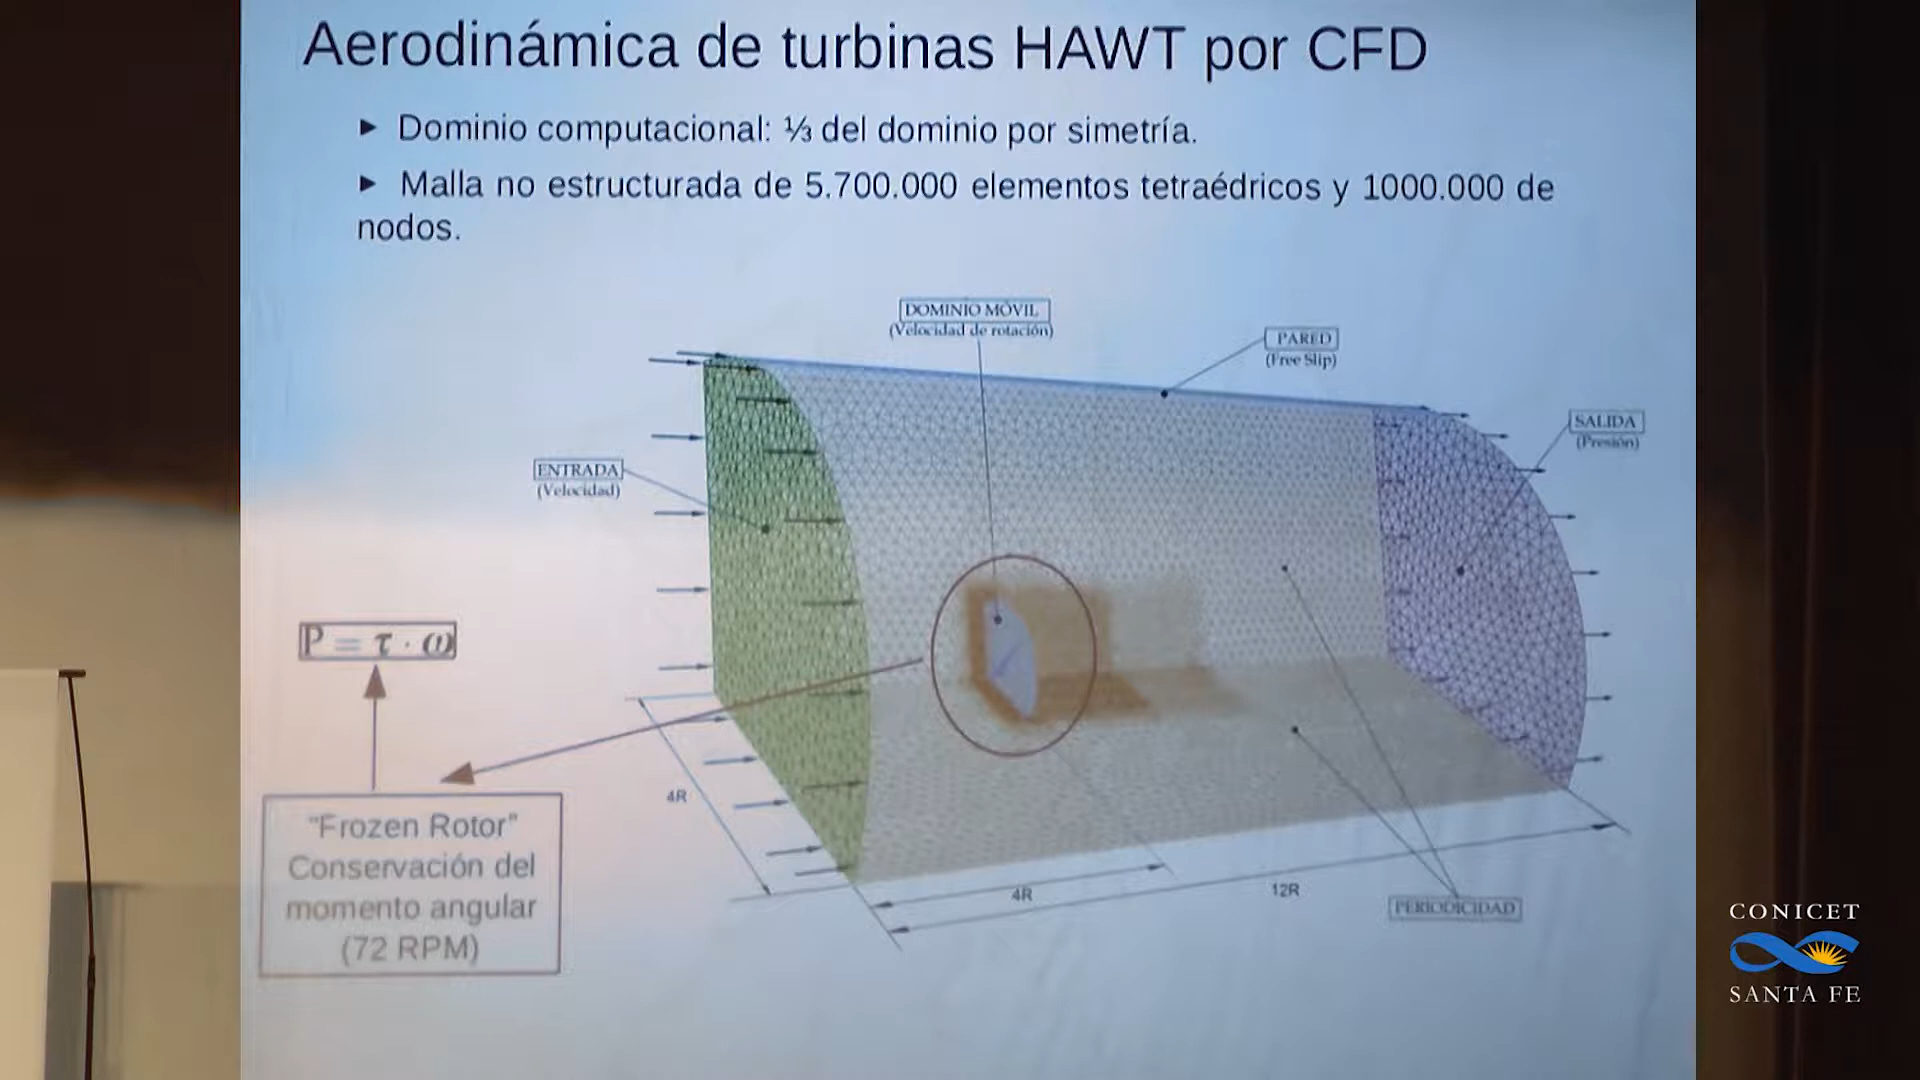 Aerodinámica de turbinas HAWT por CFD
► Dominio computacional: ⅓ del dominio por simetría.
► Malla no estructurada de 5.700.000 elementos tetraédricos y 1000.000 de
nodos.
DOMINIO MÓVIL
(Velocidad de rotación)
PARED
(Free Slip)
SALIDA
(Presión)
ENTRADA
(Velocidad)
P = τ · ω
4R
4R
12R
PERIODICIDAD
"Frozen Rotor"
Conservación del
momento angular
(72 RPM)
CONICET
SANTA FE